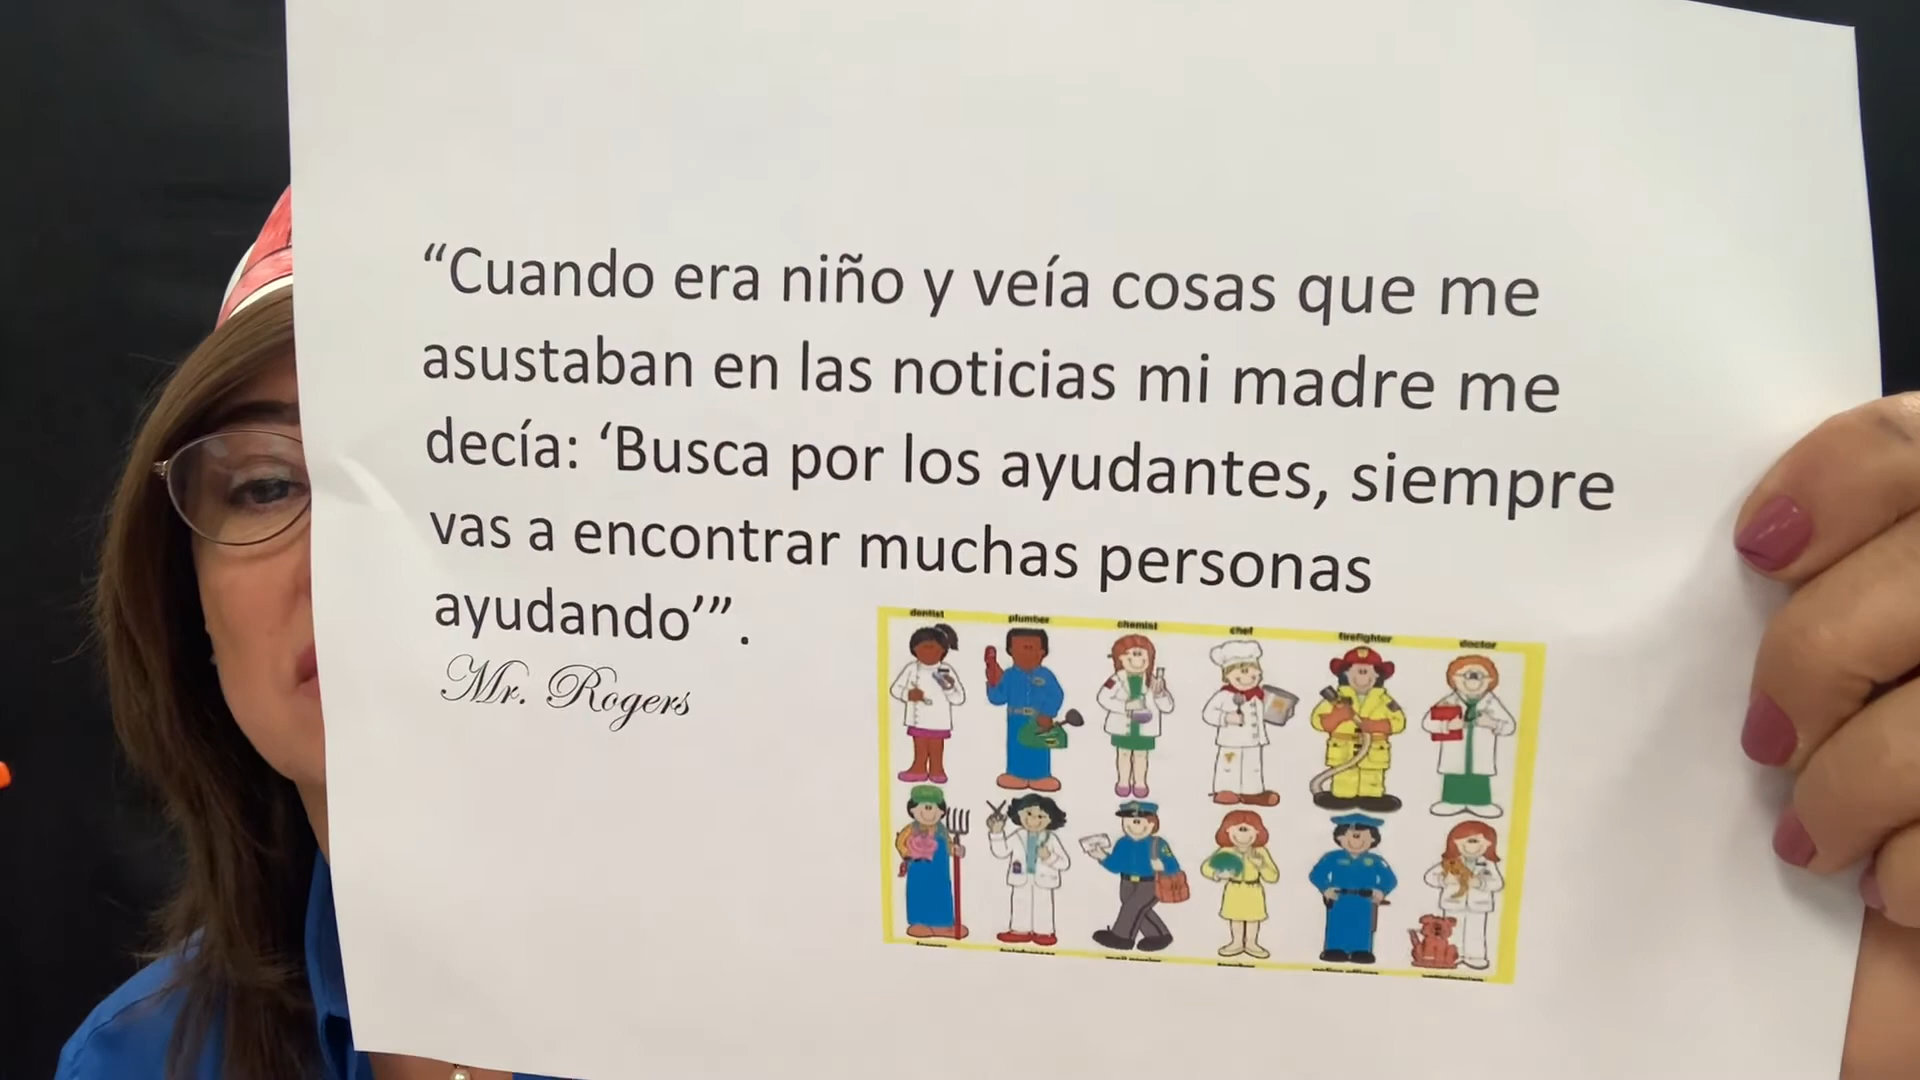 “Cuando era niño y veía cosas que me
asustaban en las noticias mi madre me
decía: ‘Busca por los ayudantes, siempre
vas a encontrar muchas personas
ayudando’”.
Mr. Rogers
dentist plumber chemist chef firefighter doctor